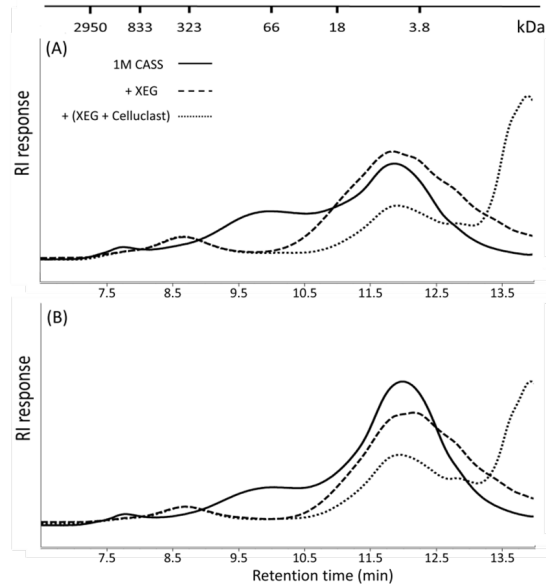 2950 833 323 66 18 3.8 kDa
(A)
1M CASS
+ XEG
+ (XEG + Celluclast)
RI response
7.5 8.5 9.5 10.5 11.5 12.5 13.5
(B)
RI response
7.5 8.5 9.5 10.5 11.5 12.5 13.5
Retention time (min)